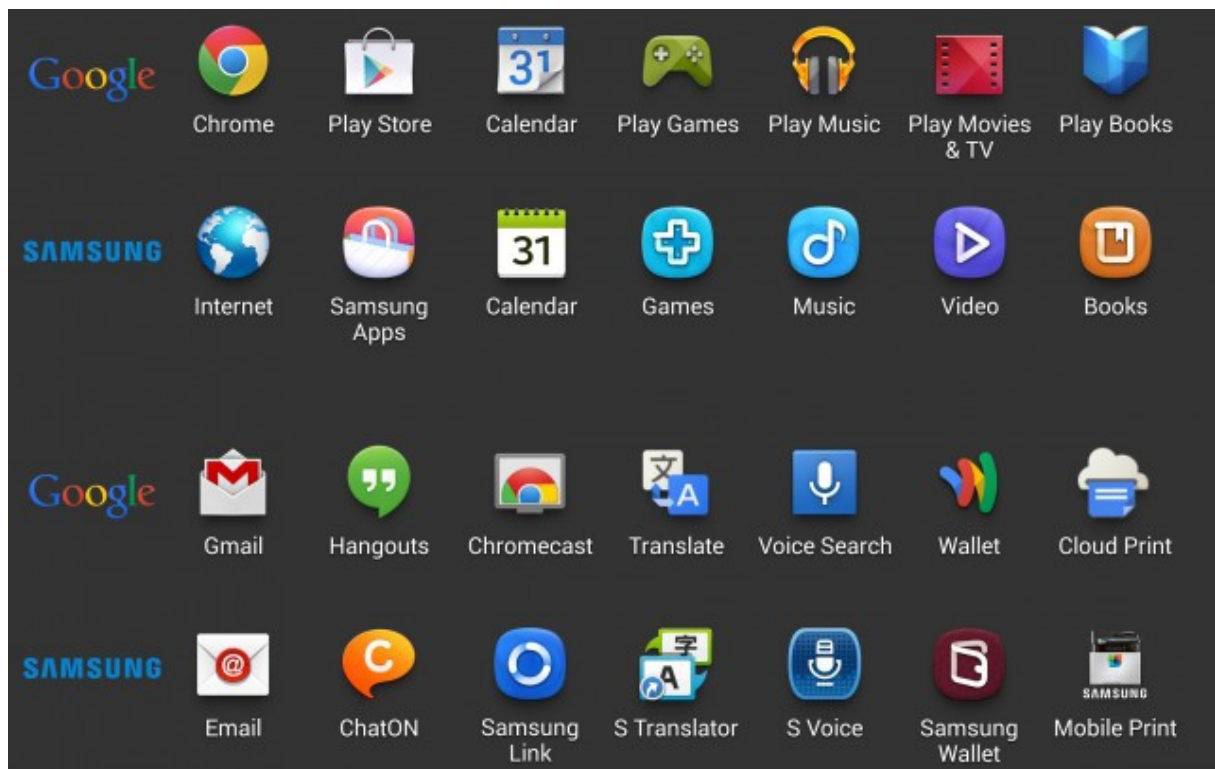 Google
Chrome
Play Store
31
Calendar
Play Games
Play Music
Play Movies
& TV
Play Books
SAMSUNG
Internet
Samsung
Apps
31
Calendar
Games
Music
Video
Books
Google
Gmail
Hangouts
Chromecast
文
A
Translate
Voice Search
Wallet
Cloud Print
SAMSUNG
@
Email
C
ChatON
Samsung
Link
字
A
S Translator
S Voice
Samsung
Wallet
SAMSUNG
Mobile Print